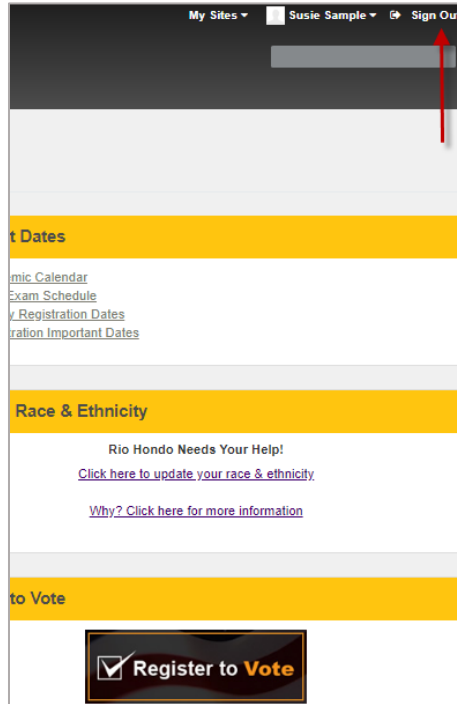 My Sites Susie Sample Sign Ou
t Dates
mic Calendar
Exam Schedule
y Registration Dates
ration Important Dates
Race & Ethnicity
Rio Hondo Needs Your Help!
Click here to update your race & ethnicity
Why? Click here for more information
to Vote
Register to Vote